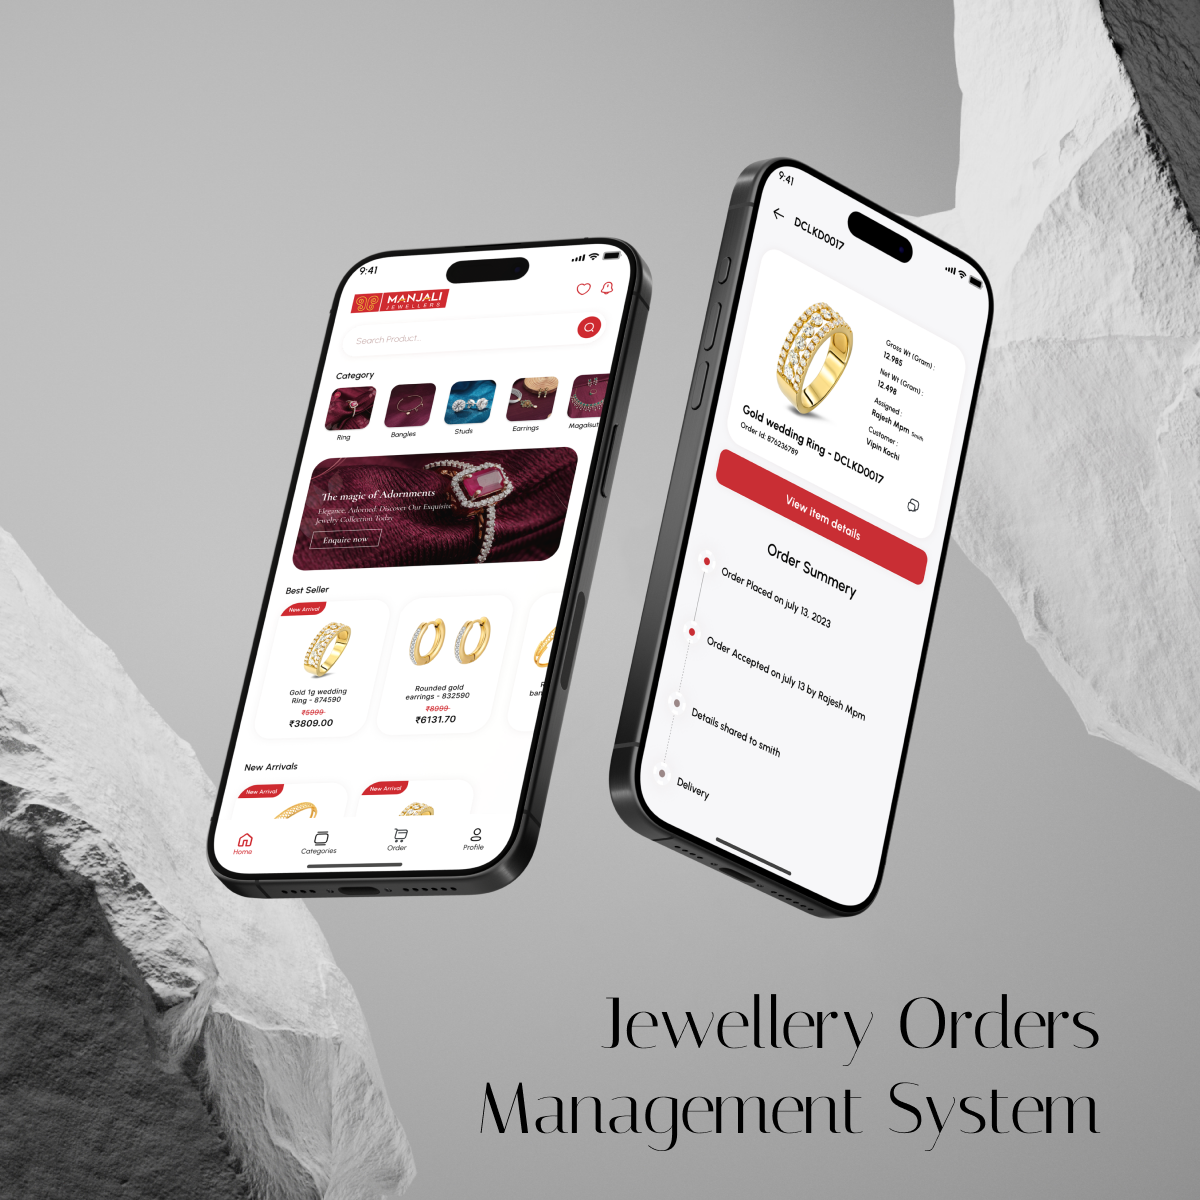 9:41
MANJALI
JEWELLERS
Search Product..
Category
Ring
Bangles
Studs
Earrings
Magalsut
The magic of Adornments
Elegance, Adorned: Discover Our Exquisite
Jewelry Collection Today
Enquire now
Best Seller
New Arrival
Gold 1g wedding
Ring - 874590
₹5999
₹3809.00
Rounded gold
earrings - 832590
₹8999
₹6131.70
R
ban
New Arrivals
New Arrival
New Arrival
Home
Categories
Order
Profile
9:41
DCLKD0017
Gross Wt (Gram) :
12.985
Net Wt (Gram) :
12.498
Assigned :
Rajesh Mpm Smith
Customer :
Vipin Kochi
Gold wedding Ring - DCLKD0017
Order Id: 876236789
View item details
Order Summery
Order Placed on july 13, 2023
Order Accepted on july 13 by Rajesh Mpm
Details shared to smith
Delivery
Jewellery Orders
Management System